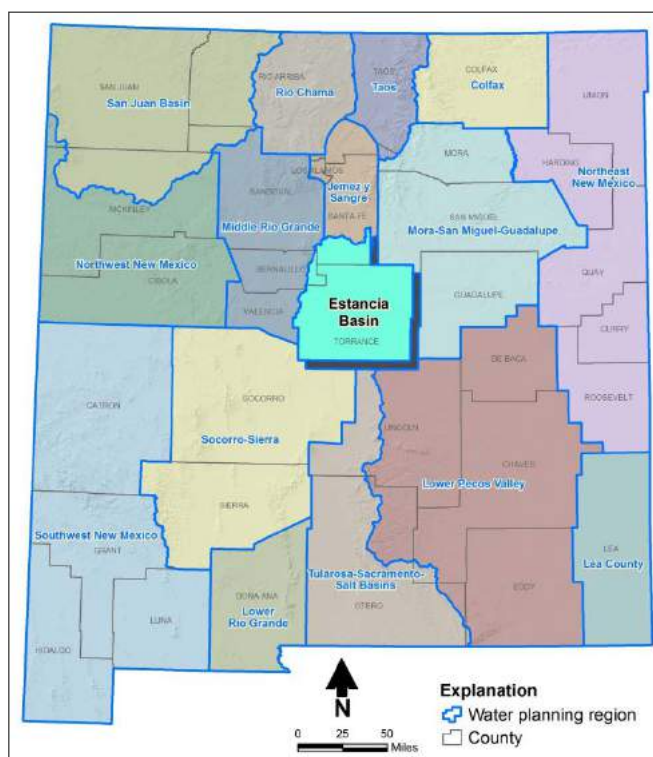 TAOS
COLFAX
SAN JUAN
RIO ARRIBA
Rio Chama
Taos
Colfax
UNION
San Juan Basin
MORA
HARDING
LOS ALAMOS
Northeast
New Mexico
SANDOVAL
Jemez y
Sangre
MCKINLEY
SANTA FE
SAN MIGUEL
Middle Rio Grande
Mora-San Miguel-Guadalupe
Northwest New Mexico
BERNALILLO
CIBOLA
QUAY
GUADALUPE
VALENCIA
Estancia
Basin
CURRY
TORRANCE
DE BACA
CATRON
SOCORRO
ROOSEVELT
LINCOLN
Socorro-Sierra
CHAVES
Lower Pecos Valley
SIERRA
Southwest New Mexico
GRANT
LEA
Lea County
Tularosa-Sacramento-
Salt Basins
DONA ANA
Lower
Rio Grande
EDDY
OTERO
LUNA
HIDALGO
N
Explanation
Water planning region
County
0 25 50
Miles